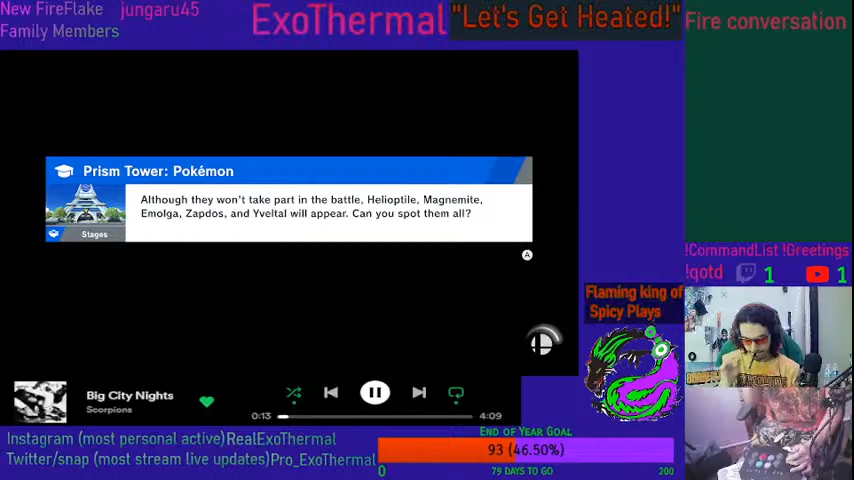 New FireFlake
Family Members
jungaru45
ExoThermal
"Let's Get Heated!"
Fire conversation
Prism Tower: Pokémon
Although they won't take part in the battle, Helioptile, Magnemite,
Emolga, Zapdos, and Yveltal will appear. Can you spot them all?
Stages
A
!CommandList !Greetings
!qotd
1
1
Flaming king of
Spicy Plays
Big City Nights
Scorpions
0:13
4:09
Instagram (most personal active)RealExoThermal
Twitter/snap (most stream live updates)Pro_ExoThermal
End of Year Goal
93 (46.50%)
0
79 DAYS TO GO
200